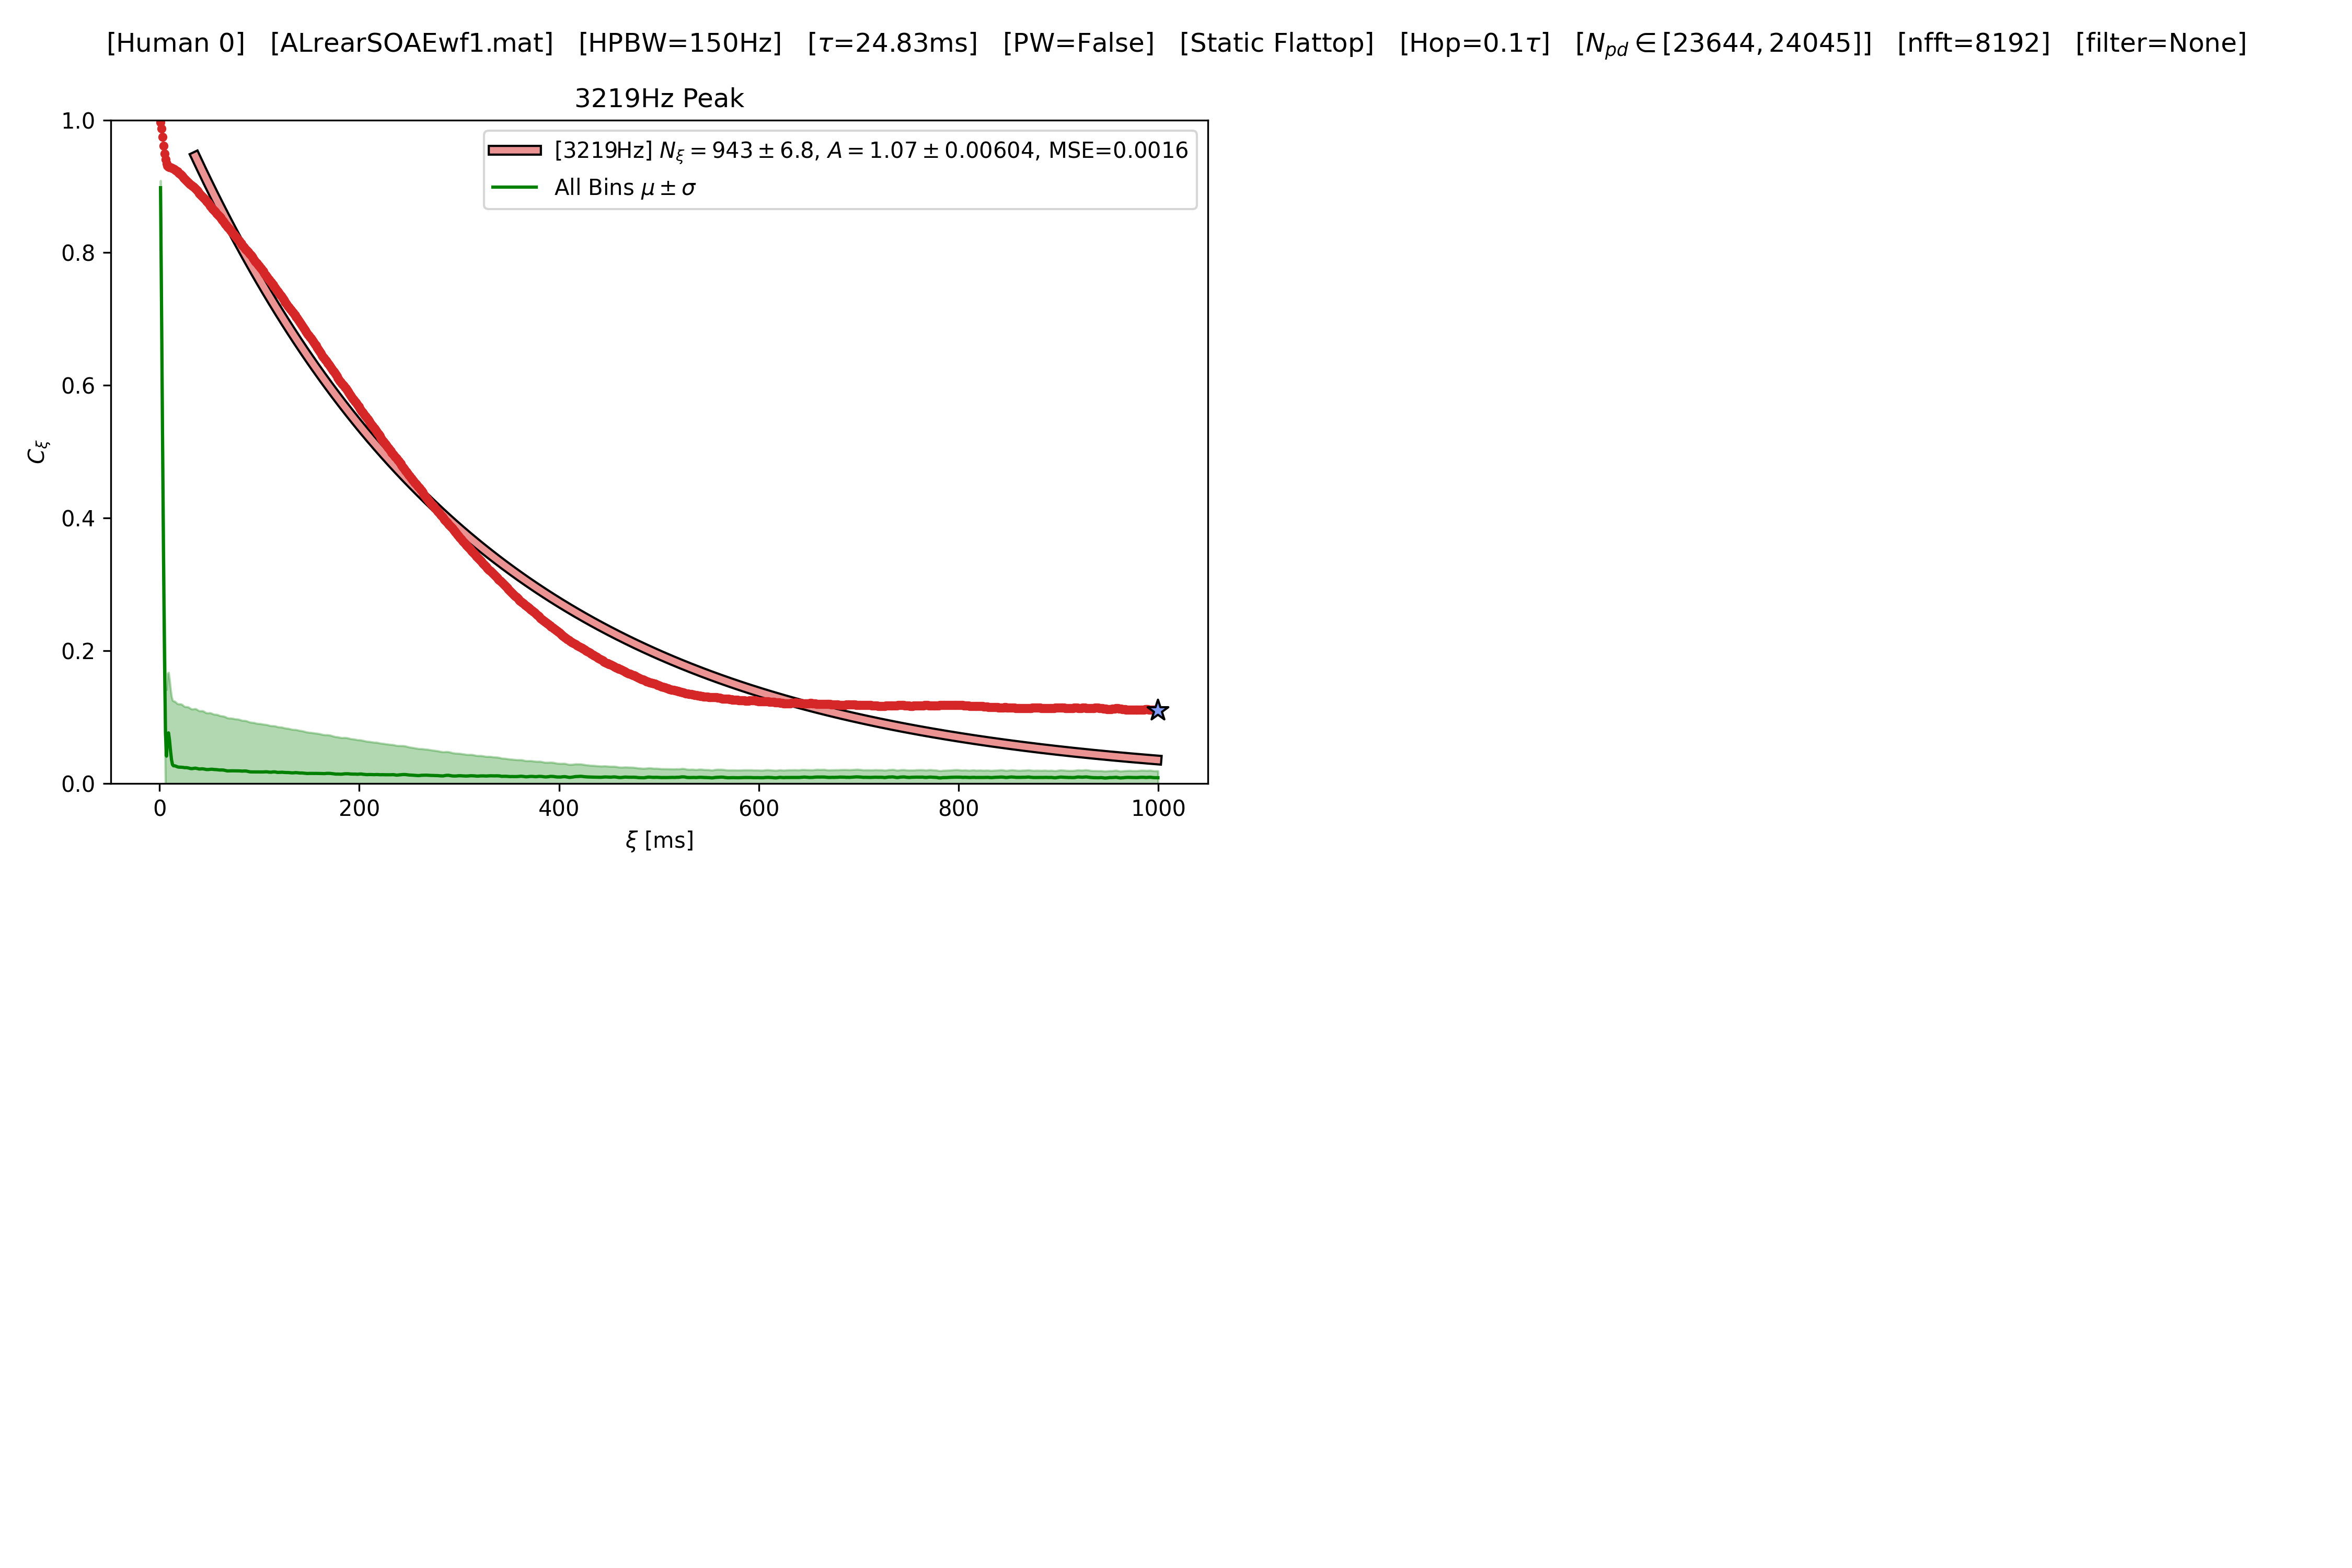 [Human 0] [ALrearSOAEwf1.mat] [HPBW=150Hz] [τ=24.83ms] [PW=False] [Static Flattop] [Hop=0.1τ] [N_pd ∈ [23644, 24045]] [nfft=8192] [filter=None]
3219Hz Peak
[3219Hz] N_ξ = 943 ± 6.8, A = 1.07 ± 0.00604, MSE=0.0016
All Bins μ ± σ
C_ξ
1.0
0.8
0.6
0.4
0.2
0.0
0 200 400 600 800 1000
ξ [ms]